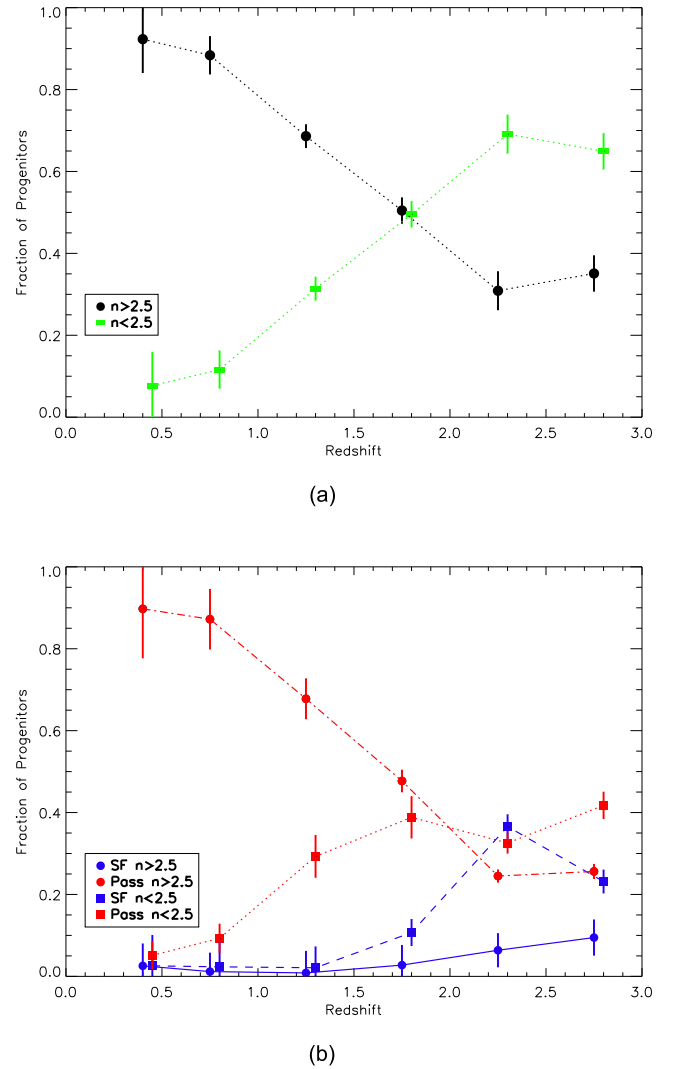 1.0
0.8
0.6
0.4
0.2
0.0
Fraction of Progenitors
n>2.5
n<2.5
0.0 0.5 1.0 1.5 2.0 2.5 3.0
Redshift
(a)
1.0
0.8
0.6
0.4
0.2
0.0
Fraction of Progenitors
SF n>2.5
Pass n>2.5
SF n<2.5
Pass n<2.5
0.0 0.5 1.0 1.5 2.0 2.5 3.0
Redshift
(b)